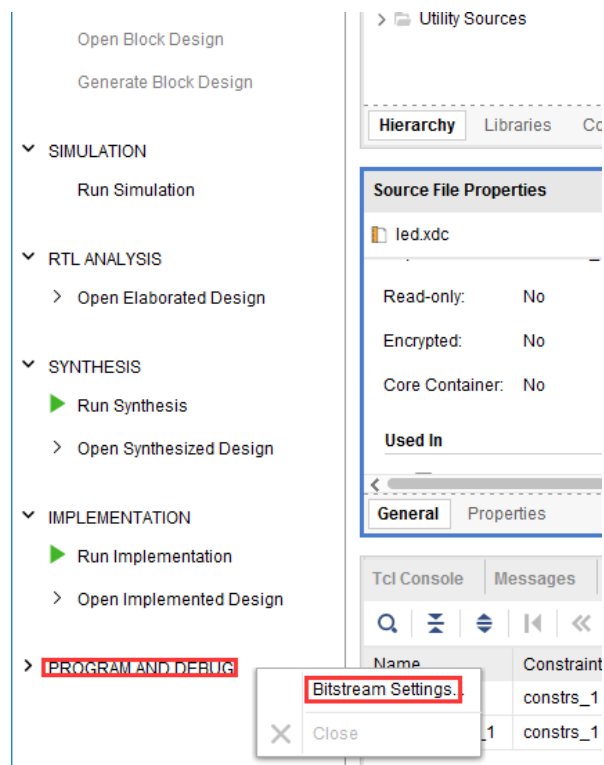 Open Block Design
Generate Block Design
SIMULATION
Run Simulation
RTL ANALYSIS
Open Elaborated Design
SYNTHESIS
Run Synthesis
Open Synthesized Design
IMPLEMENTATION
Run Implementation
Open Implemented Design
PROGRAM AND DEBUG
Bitstream Settings...
Close
Utility Sources
Hierarchy Libraries Co
Source File Properties
led.xdc
Read-only: No
Encrypted: No
Core Container: No
Used In
General Properties
Tcl Console Messages
Name Constraint
constrs_1
_1 constrs_1